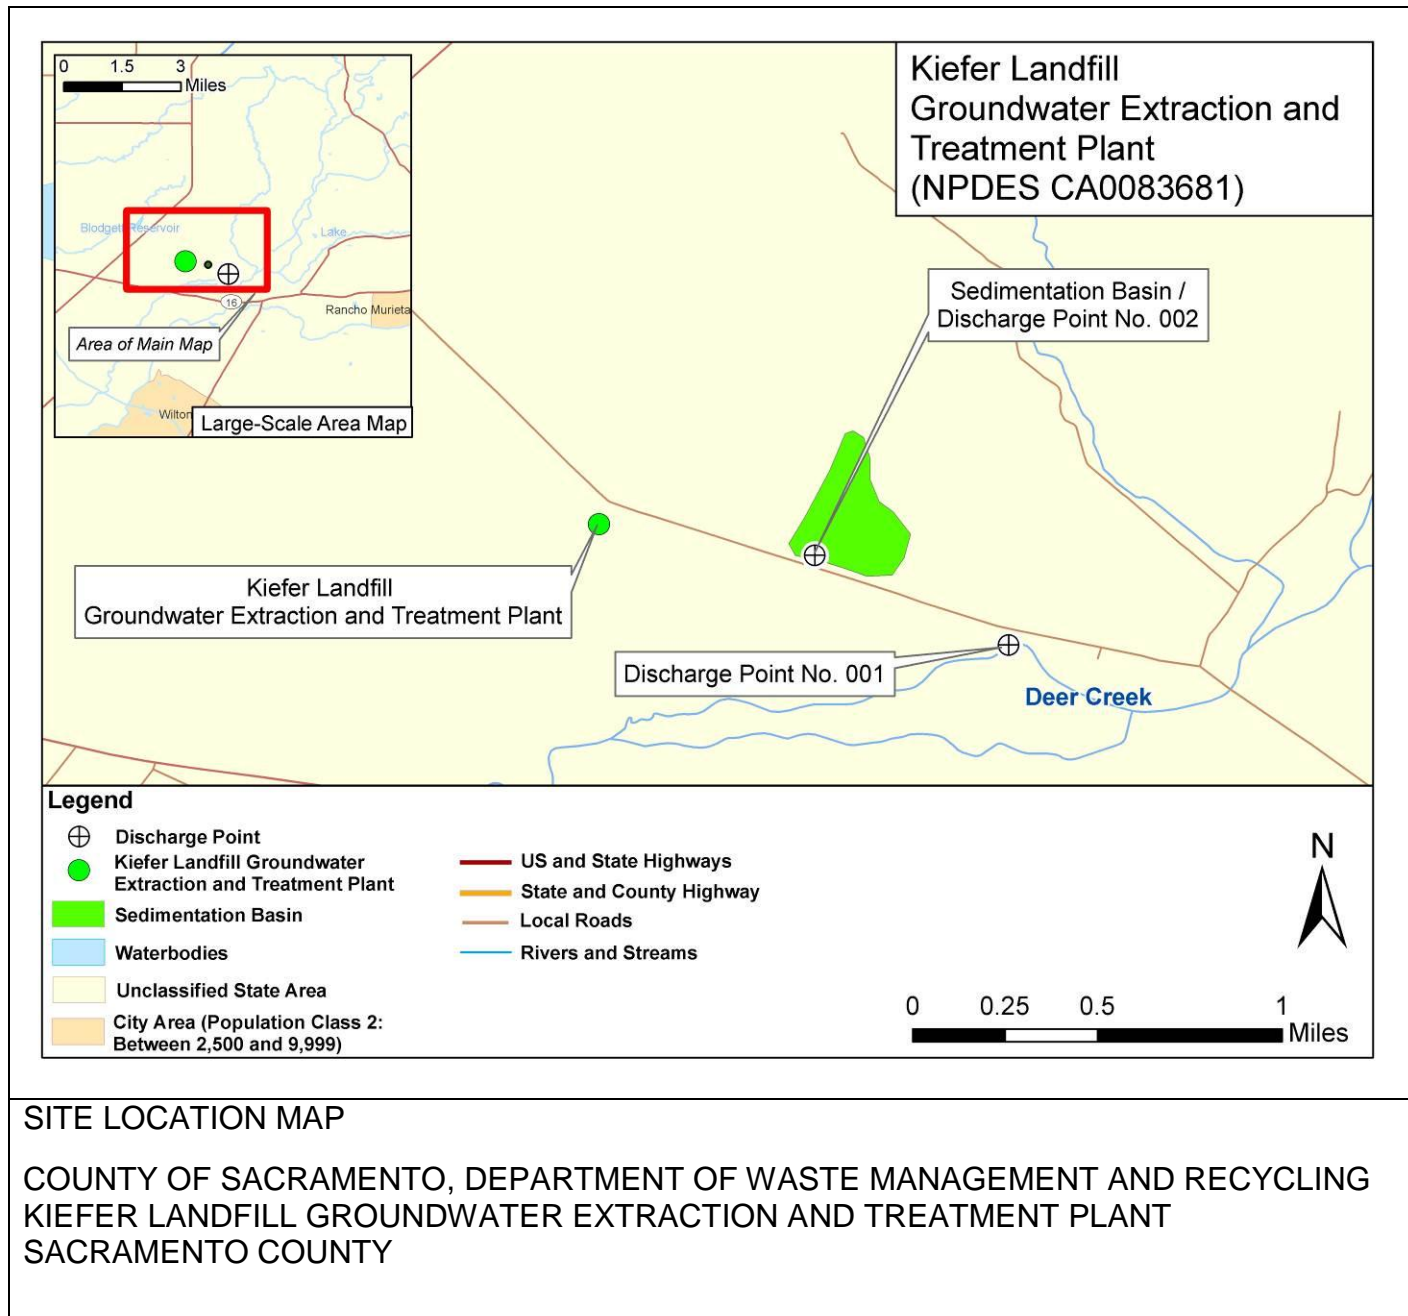 0 1.5 3
Miles
Blodgett Reservoir
Lake
16
Rancho Murieta
Area of Main Map
Wilton
Large-Scale Area Map
Kiefer Landfill
Groundwater Extraction and
Treatment Plant
(NPDES CA0083681)
Sedimentation Basin /
Discharge Point No. 002
Kiefer Landfill
Groundwater Extraction and Treatment Plant
Discharge Point No. 001
Deer Creek
Legend
Discharge Point
Kiefer Landfill Groundwater
Extraction and Treatment Plant
Sedimentation Basin
Waterbodies
Unclassified State Area
City Area (Population Class 2:
Between 2,500 and 9,999)
US and State Highways
State and County Highway
Local Roads
Rivers and Streams
N
0 0.25 0.5 1
Miles
SITE LOCATION MAP
COUNTY OF SACRAMENTO, DEPARTMENT OF WASTE MANAGEMENT AND RECYCLING
KIEFER LANDFILL GROUNDWATER EXTRACTION AND TREATMENT PLANT
SACRAMENTO COUNTY